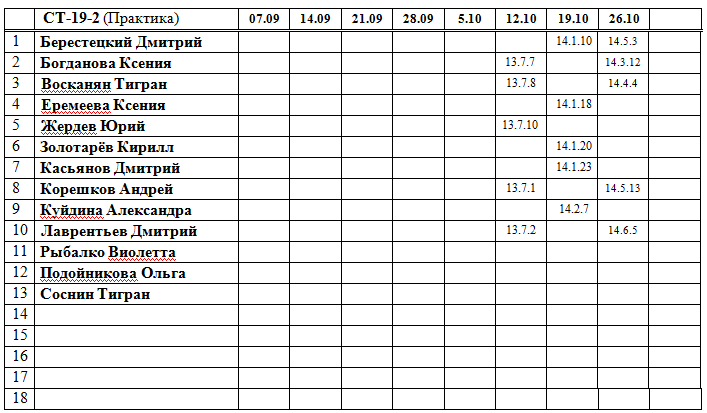 СТ-19-2 (Практика) 07.09 14.09 21.09 28.09 5.10 12.10 19.10 26.10
1 Берестецкий Дмитрий 14.1.10 14.5.3
2 Богданова Ксения 13.7.7 14.3.12
3 Восканян Тигран 13.7.8 14.4.4
4 Еремеева Ксения 14.1.18
5 Жердев Юрий 13.7.10
6 Золотарёв Кирилл 14.1.20
7 Касьянов Дмитрий 14.1.23
8 Корешков Андрей 13.7.1 14.5.13
9 Куйдина Александра 14.2.7
10 Лаврентьев Дмитрий 13.7.2 14.6.5
11 Рыбалко Виолетта
12 Подойникова Ольга
13 Соснин Тигран
14
15
16
17
18